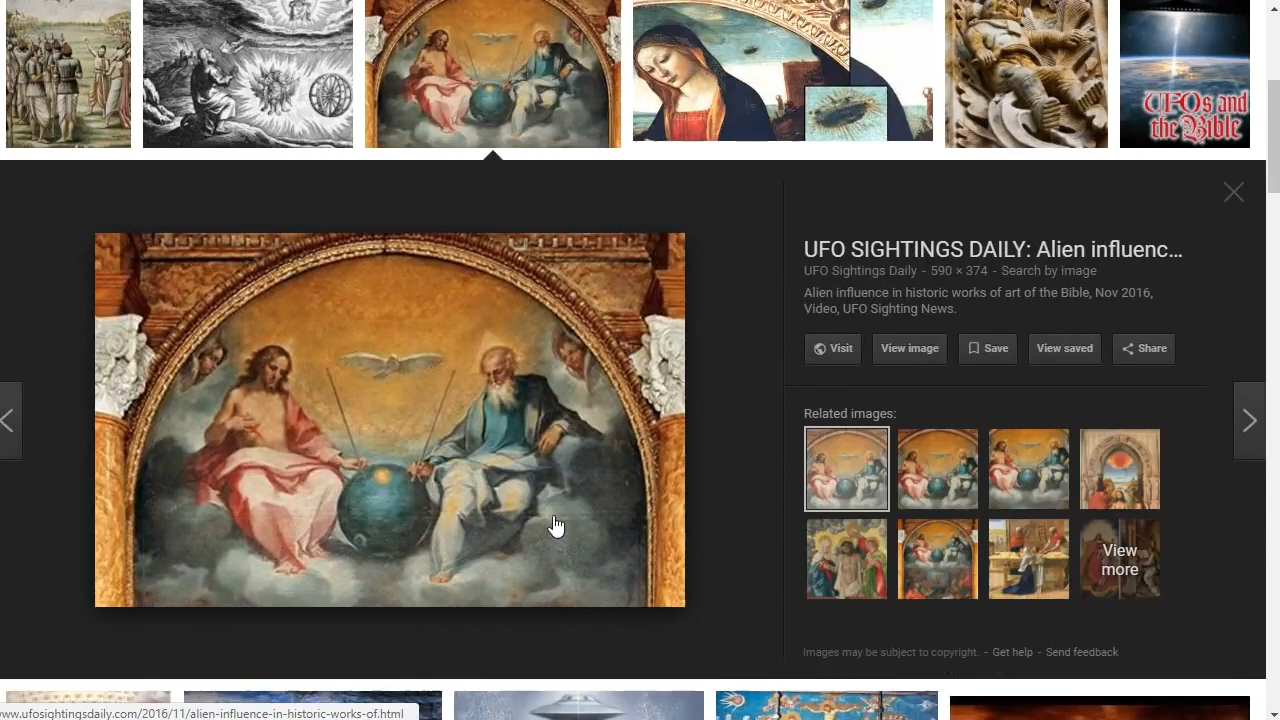 UFOs and
the Bible
UFO SIGHTINGS DAILY: Alien influenc...
UFO Sightings Daily - 590 × 374 - Search by image
Alien influence in historic works of art of the Bible, Nov 2016,
Video, UFO Sighting News.
Visit View image Save View saved Share
Related images:
View
more
Images may be subject to copyright. - Get help - Send feedback
www.ufosightingsdaily.com/2016/11/alien-influence-in-historic-works-of.html